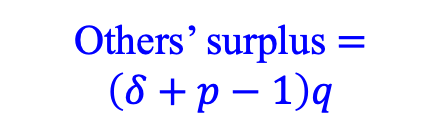 Others’ surplus =
(𝛿 + 𝑝 − 1)𝑞